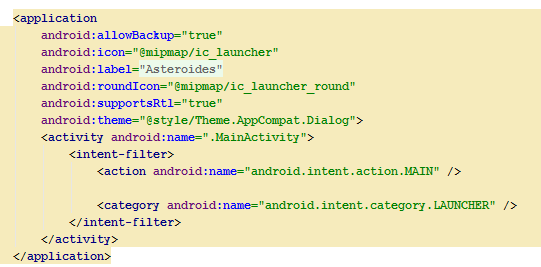 <application
android:allowBackup="true"
android:icon="@mipmap/ic_launcher"
android:label="Asteroides"
android:roundIcon="@mipmap/ic_launcher_round"
android:supportsRtl="true"
android:theme="@style/Theme.AppCompat.Dialog">
<activity android:name=".MainActivity">
<intent-filter>
<action android:name="android.intent.action.MAIN" />
<category android:name="android.intent.category.LAUNCHER" />
</intent-filter>
</activity>
</application>